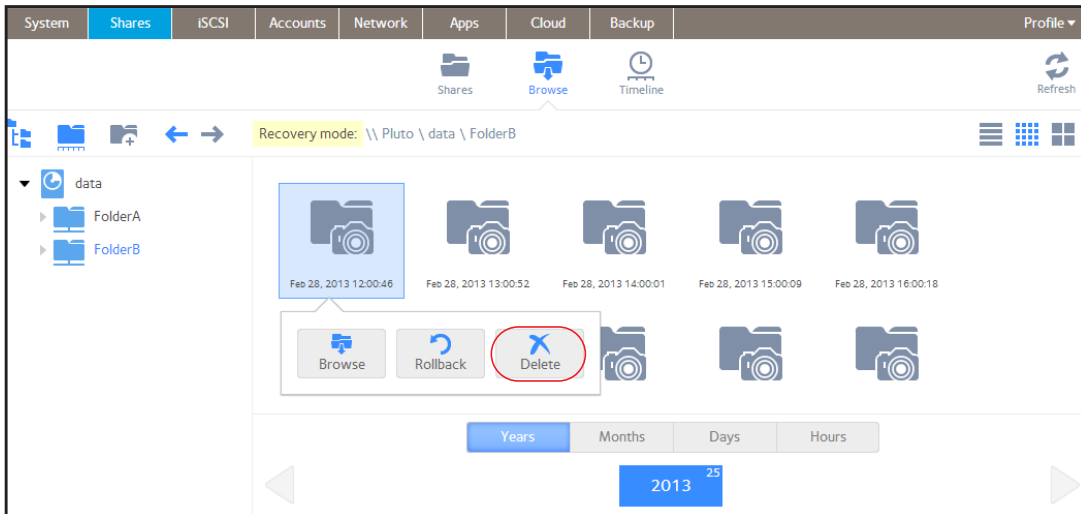 System Shares iSCSI Accounts Network Apps Cloud Backup Profile
Shares Browse Timeline Refresh
Recovery mode: \\ Pluto \ data \ FolderB
data
FolderA
FolderB
Feb 28, 2013 12:00:46 Feb 28, 2013 13:00:52 Feb 28, 2013 14:00:01 Feb 28, 2013 15:00:09 Feb 28, 2013 16:00:18
Browse Rollback Delete
Years Months Days Hours
2013 25